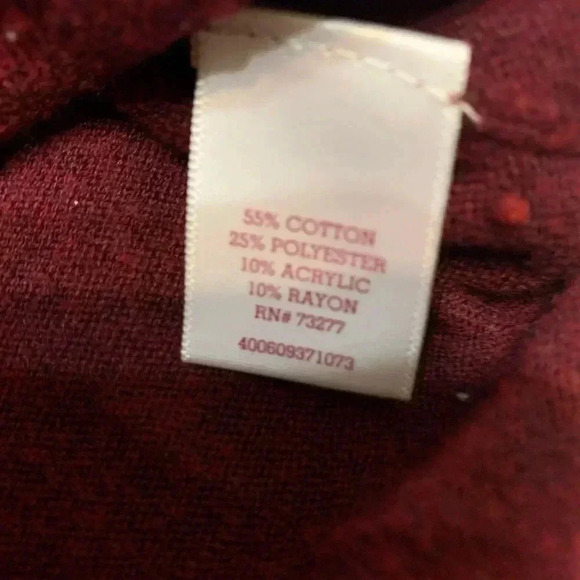 55% COTTON
25% POLYESTER
10% ACRYLIC
10% RAYON
RN# 73277
400609371073